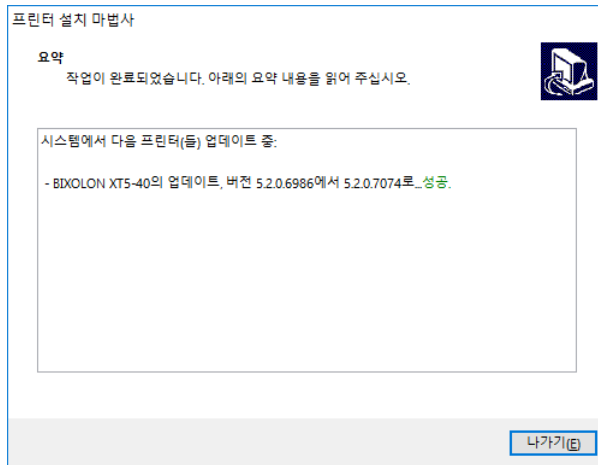 프린터 설치 마법사
요약
작업이 완료되었습니다. 아래의 요약 내용을 읽어 주십시오.
시스템에서 다음 프린터(들) 업데이트 중:
- BIXOLON XT5-40의 업데이트, 버전 5.2.0.6986에서 5.2.0.7074로...성공.
나가기(E)